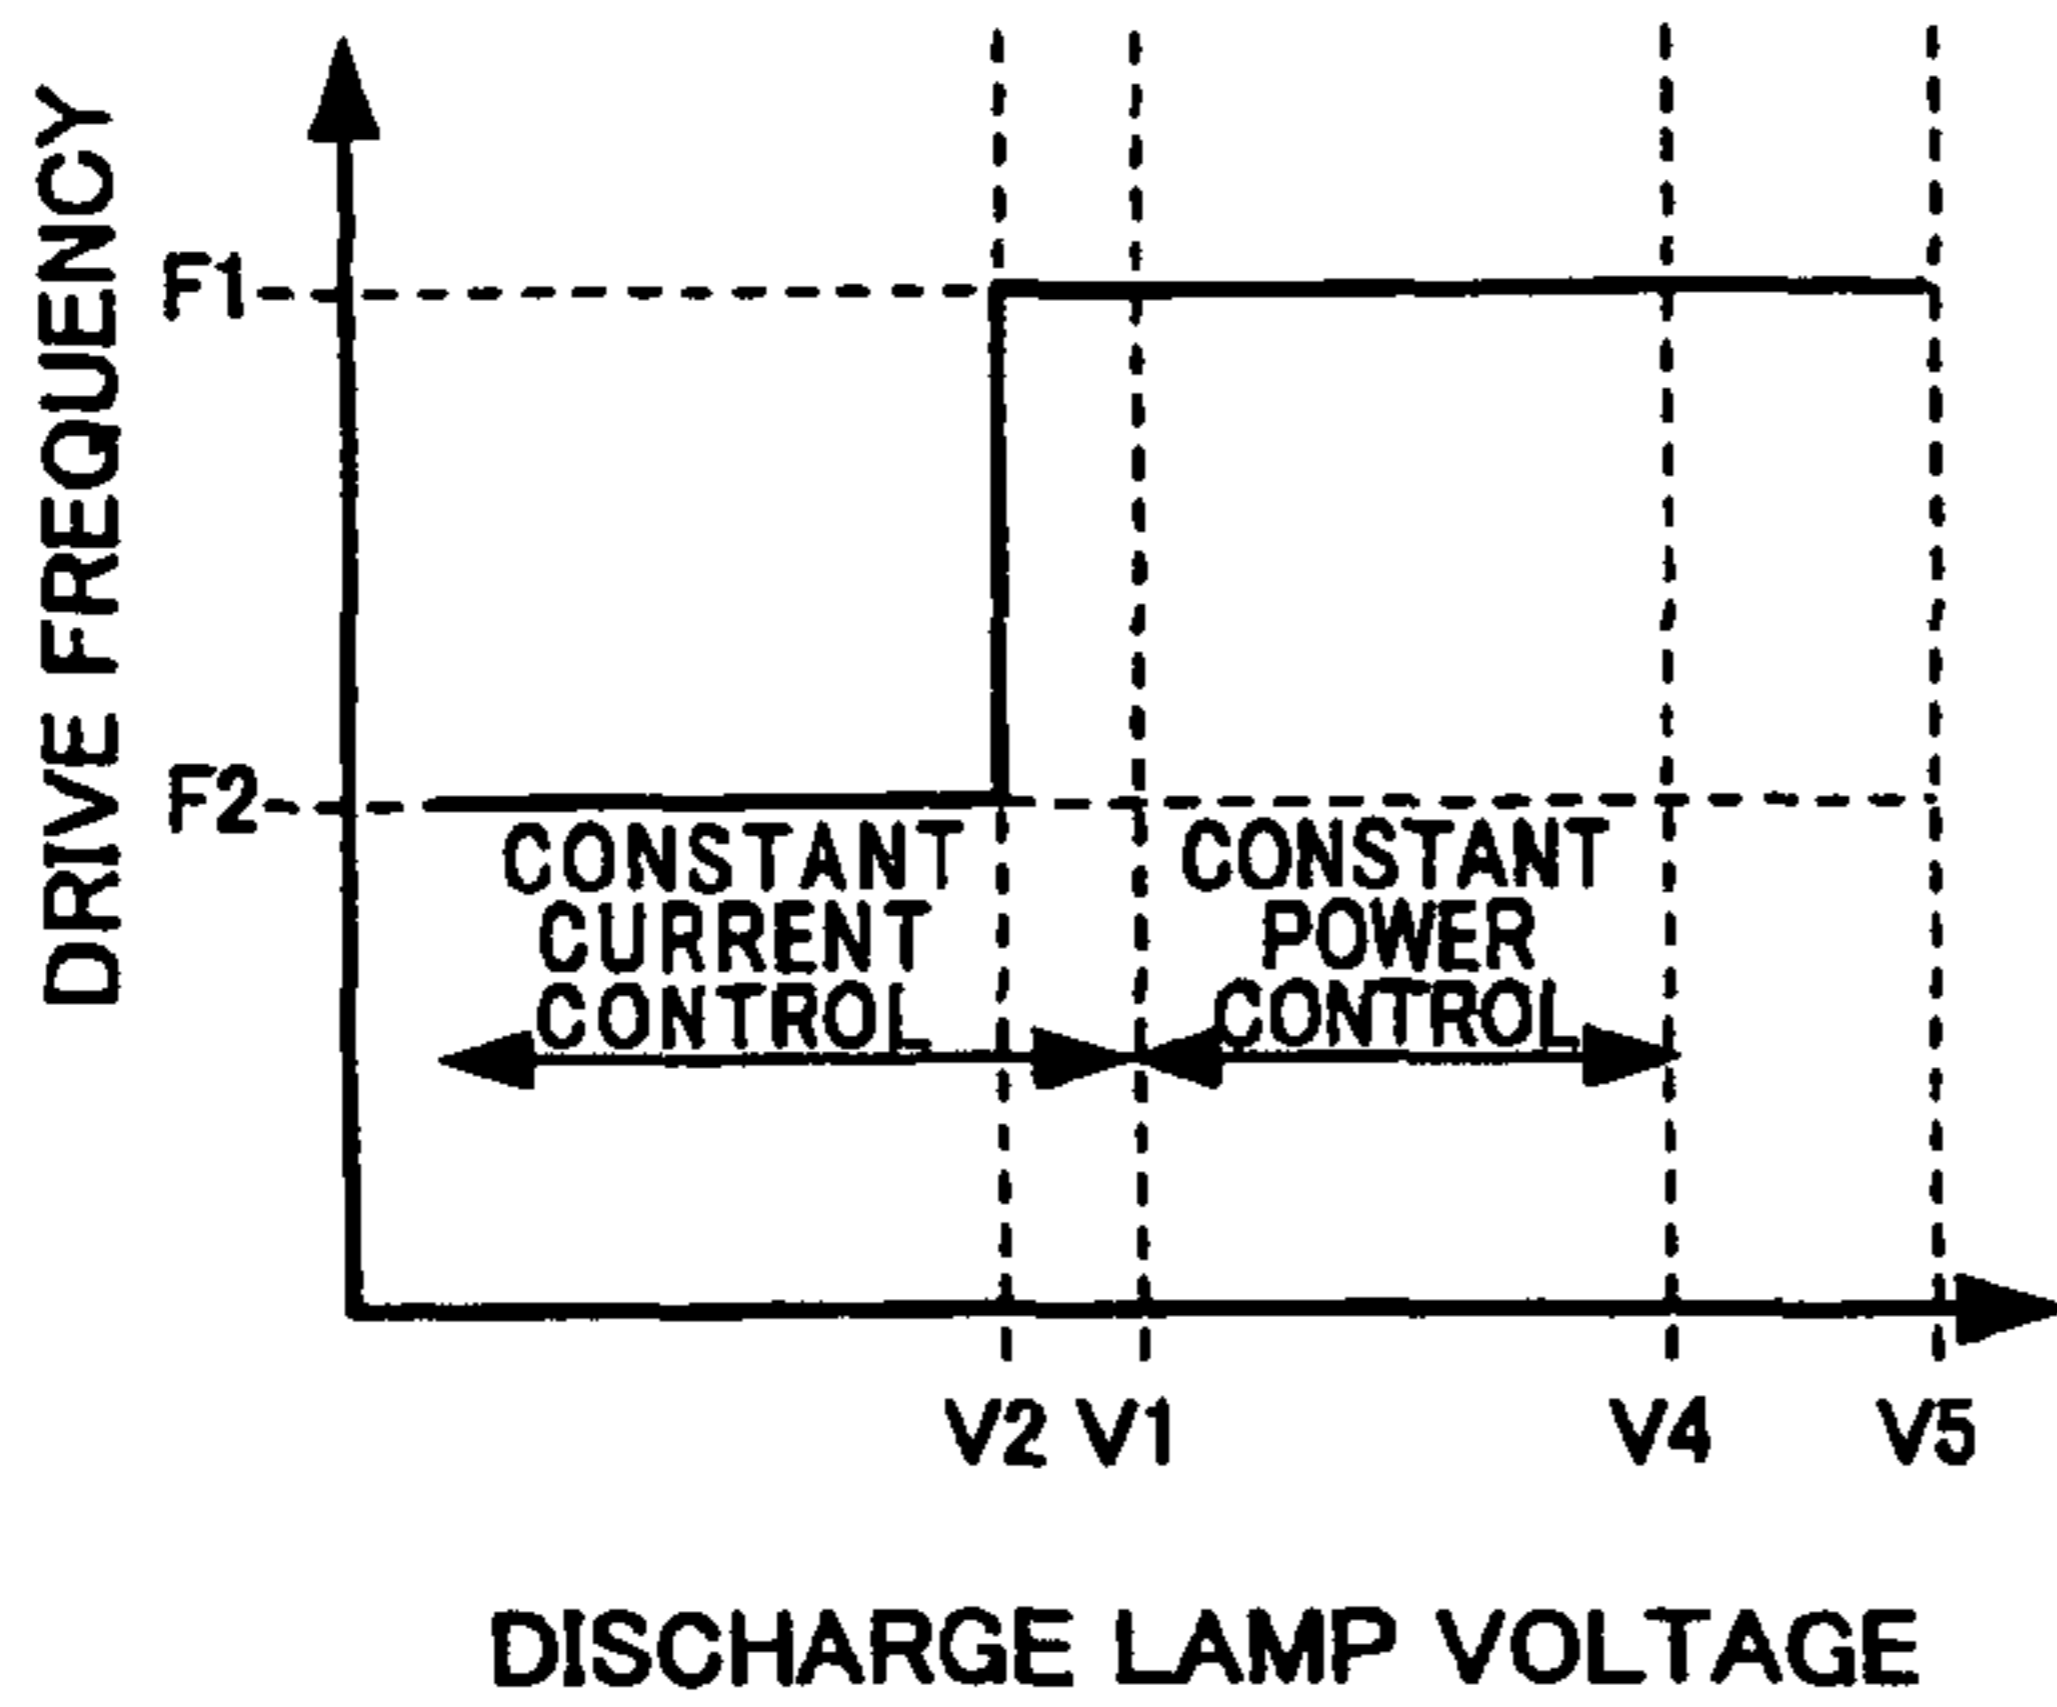 DRIVE FREQUENCY
F1
F2
CONSTANT
CURRENT
CONTROL
CONSTANT
POWER
CONTROL
V2 V1 V4 V5
DISCHARGE LAMP VOLTAGE